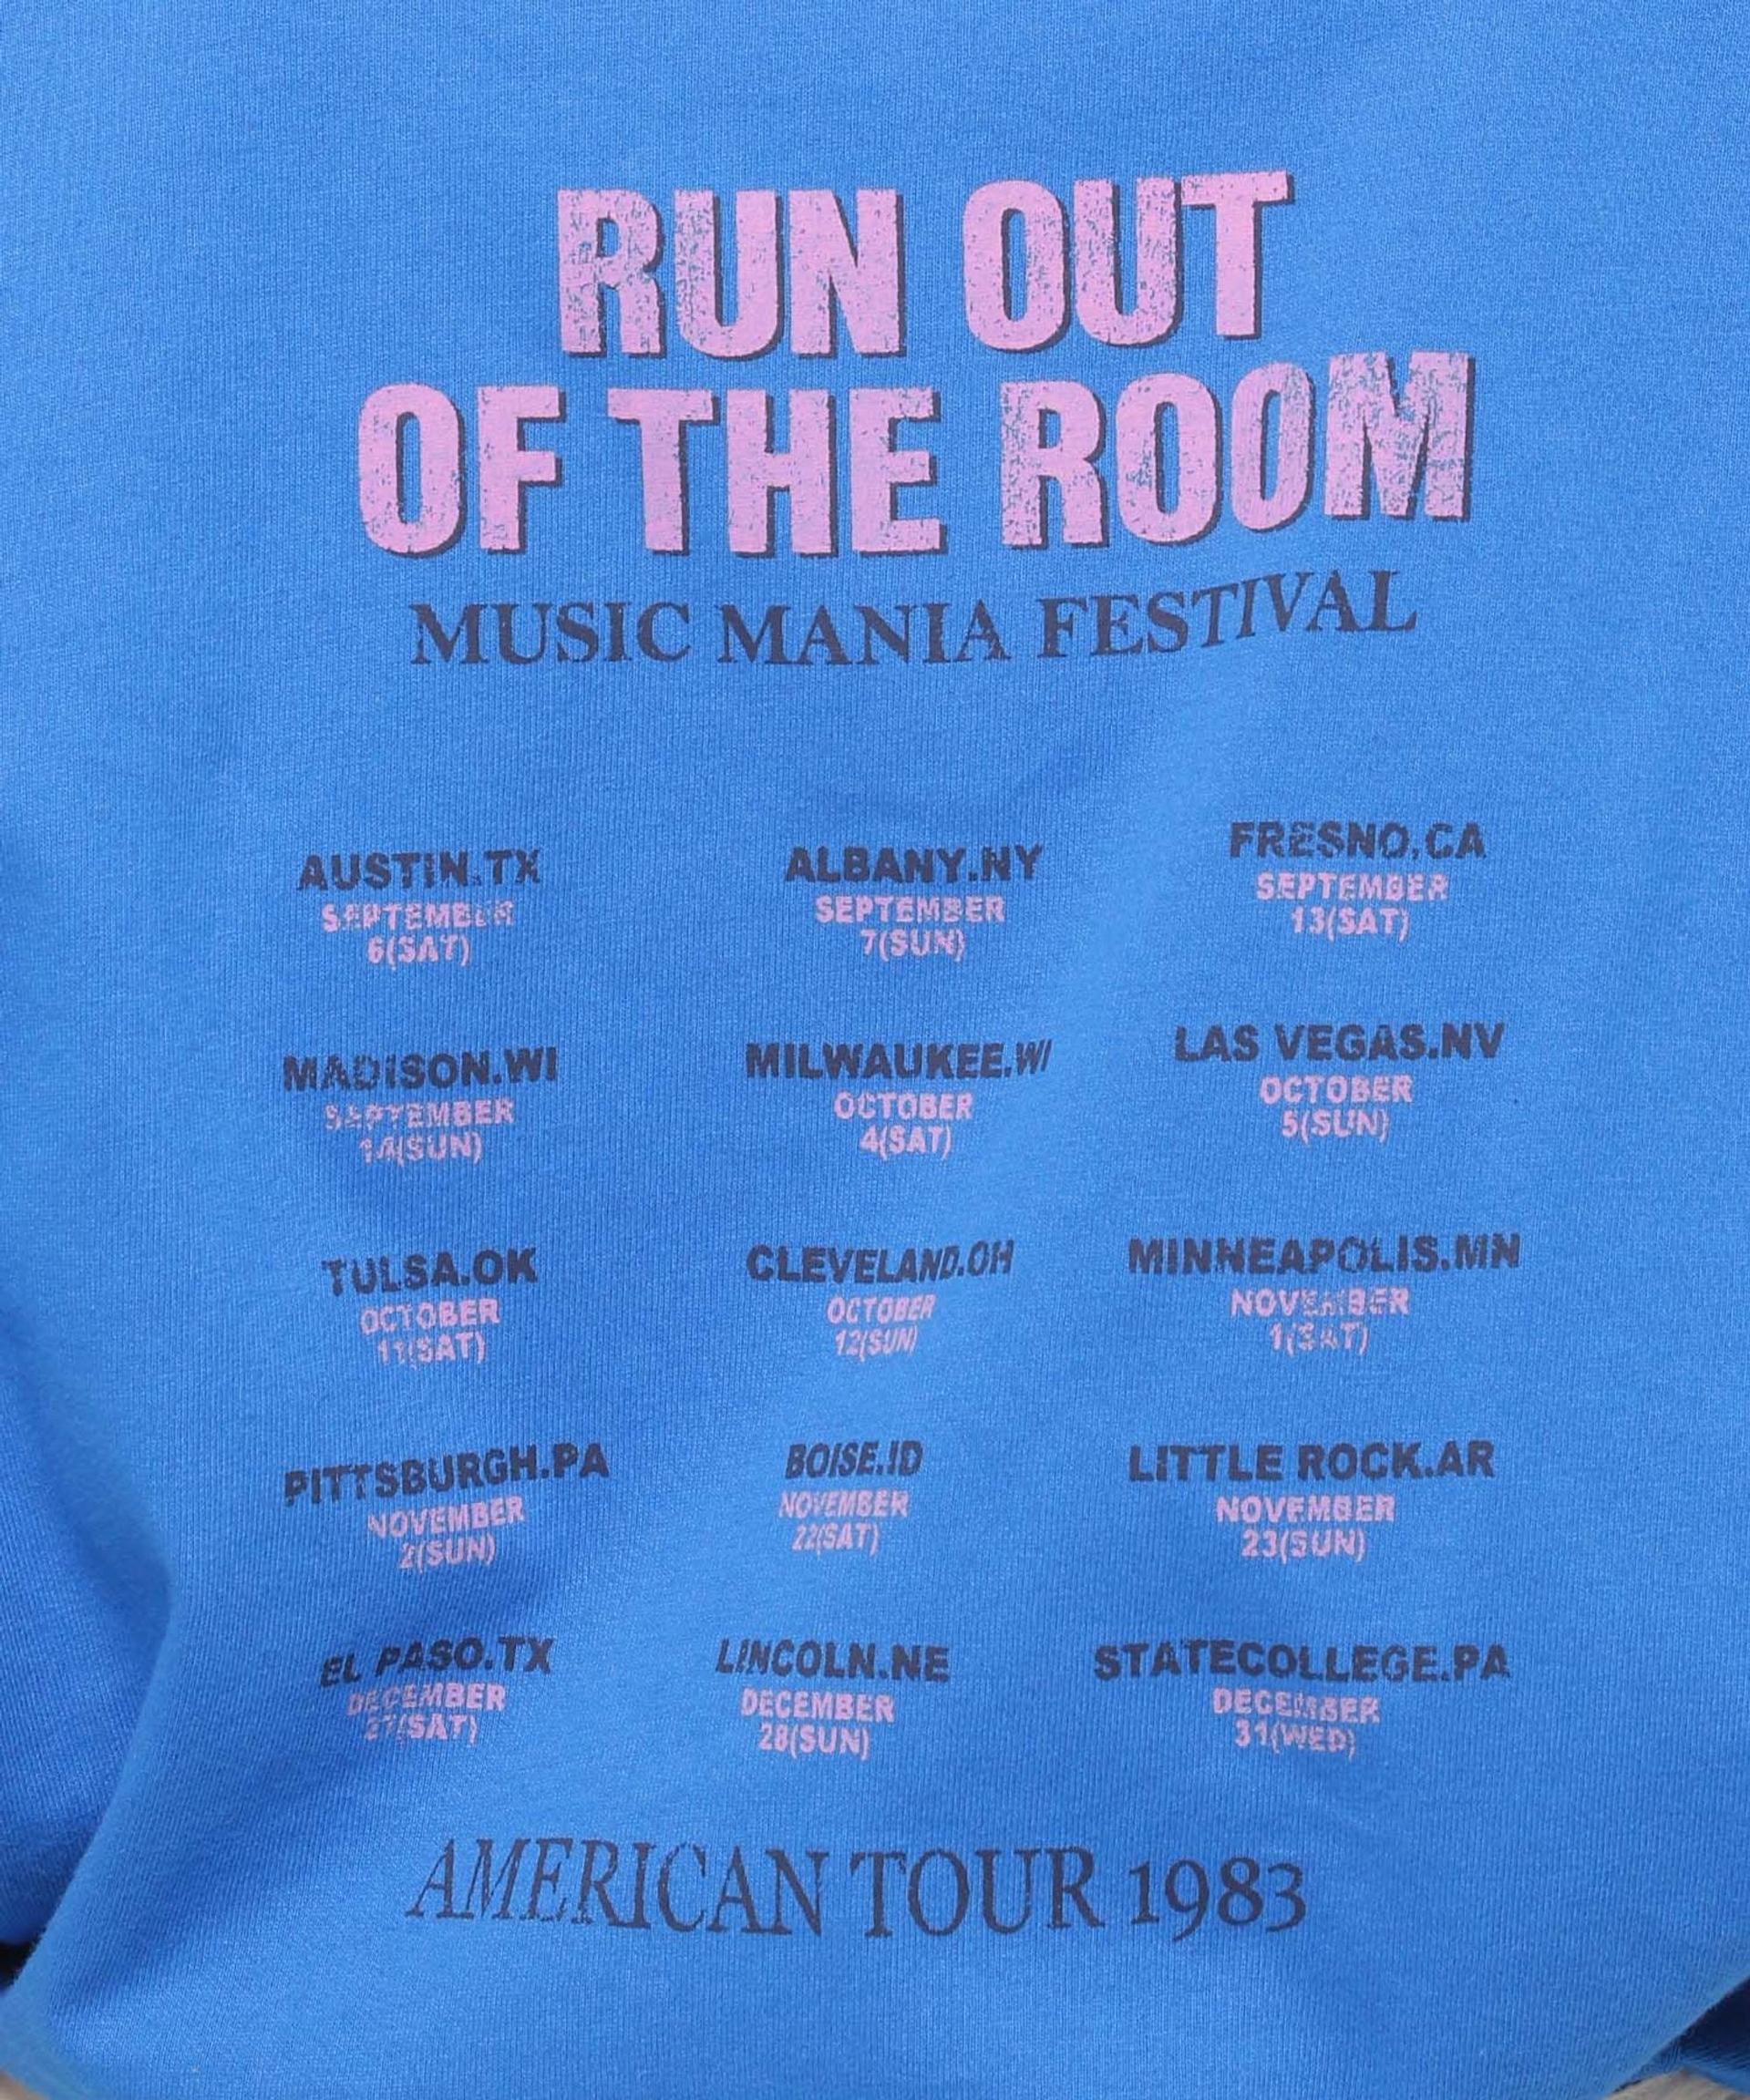 RUN OUT
OF THE ROOM
MUSIC MANIA FESTIVAL
AUSTIN.TX
SEPTEMBER
6(SAT)
ALBANY.NY
SEPTEMBER
7(SUN)
FRESNO.CA
SEPTEMBER
13(SAT)
MADISON.WI
SEPTEMBER
14(SUN)
MILWAUKEE.WI
OCTOBER
4(SAT)
LAS VEGAS.NV
OCTOBER
5(SUN)
TULSA.OK
OCTOBER
11(SAT)
CLEVELAND.OH
OCTOBER
12(SUN)
MINNEAPOLIS.MN
NOVEMBER
1(SAT)
PITTSBURGH.PA
NOVEMBER
2(SUN)
BOISE.ID
NOVEMBER
22(SAT)
LITTLE ROCK.AR
NOVEMBER
23(SUN)
EL PASO.TX
DECEMBER
27(SAT)
LINCOLN.NE
DECEMBER
28(SUN)
STATECOLLEGE.PA
DECEMBER
31(WED)
AMERICAN TOUR 1983